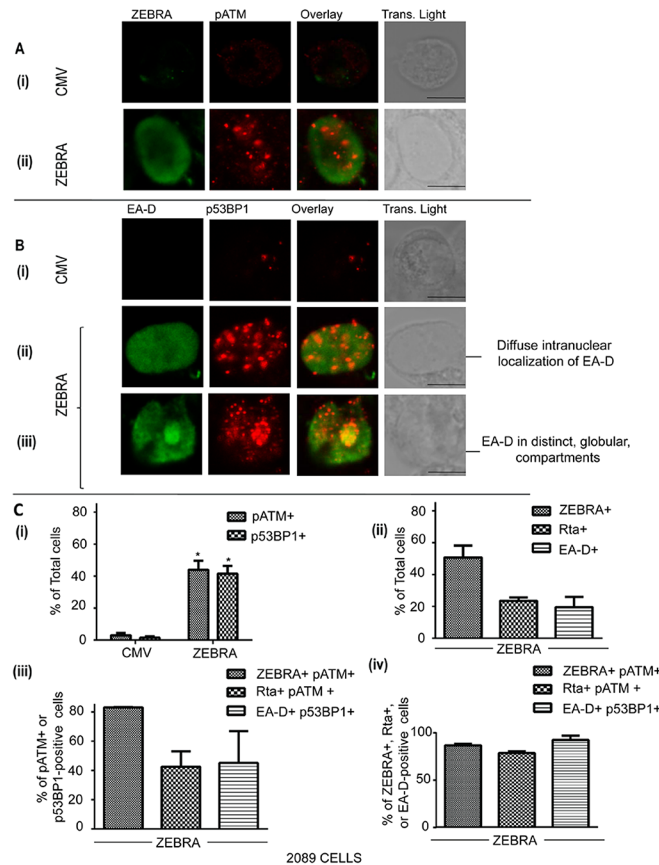 ZEBRA pATM Overlay Trans. Light
A
(i) CMV
(ii) ZEBRA
EA-D p53BP1 Overlay Trans. Light
B
(i) CMV
ZEBRA
(ii)
Diffuse intranuclear
localization of EA-D
(iii)
EA-D in distinct, globular,
compartments
C
(i)
% of Total cells
80
60
40
20
0
pATM+
p53BP1+
* *
CMV ZEBRA
(ii)
% of Total cells
80
60
40
20
0
ZEBRA+
Rta+
EA-D+
ZEBRA
(iii)
% of pATM+ or
p53BP1-positive cells
80
60
40
20
0
ZEBRA+ pATM+
Rta+ pATM +
EA-D+ p53BP1+
ZEBRA
(iv)
% of ZEBRA+, Rta+,
or EA-D-positive cells
100
50
0
ZEBRA+ pATM+
Rta+ pATM +
EA-D+ p53BP1+
ZEBRA
2089 CELLS